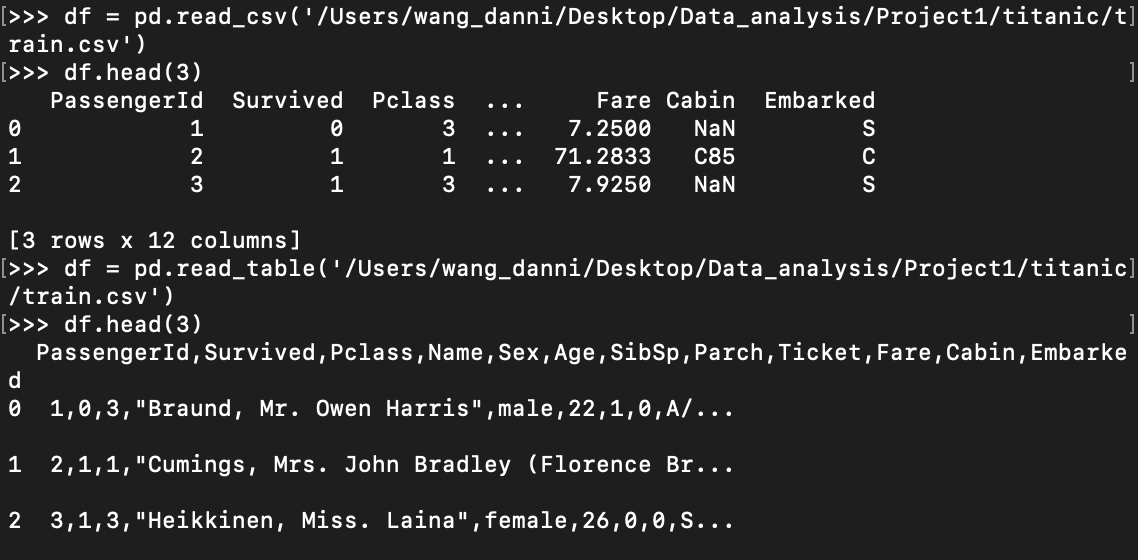 [>>> df = pd.read_csv('/Users/wang_danni/Desktop/Data_analysis/Project1/titanic/t]
rain.csv')
[>>> df.head(3) ]
   PassengerId  Survived  Pclass  ...     Fare Cabin  Embarked
0            1         0       3  ...   7.2500   NaN         S
1            2         1       1  ...  71.2833   C85         C
2            3         1       3  ...   7.9250   NaN         S
[3 rows x 12 columns]
[>>> df = pd.read_table('/Users/wang_danni/Desktop/Data_analysis/Project1/titanic]
/train.csv')
[>>> df.head(3) ]
  PassengerId,Survived,Pclass,Name,Sex,Age,SibSp,Parch,Ticket,Fare,Cabin,Embarke
d
0  1,0,3,"Braund, Mr. Owen Harris",male,22,1,0,A/...
1  2,1,1,"Cumings, Mrs. John Bradley (Florence Br...
2  3,1,3,"Heikkinen, Miss. Laina",female,26,0,0,S...